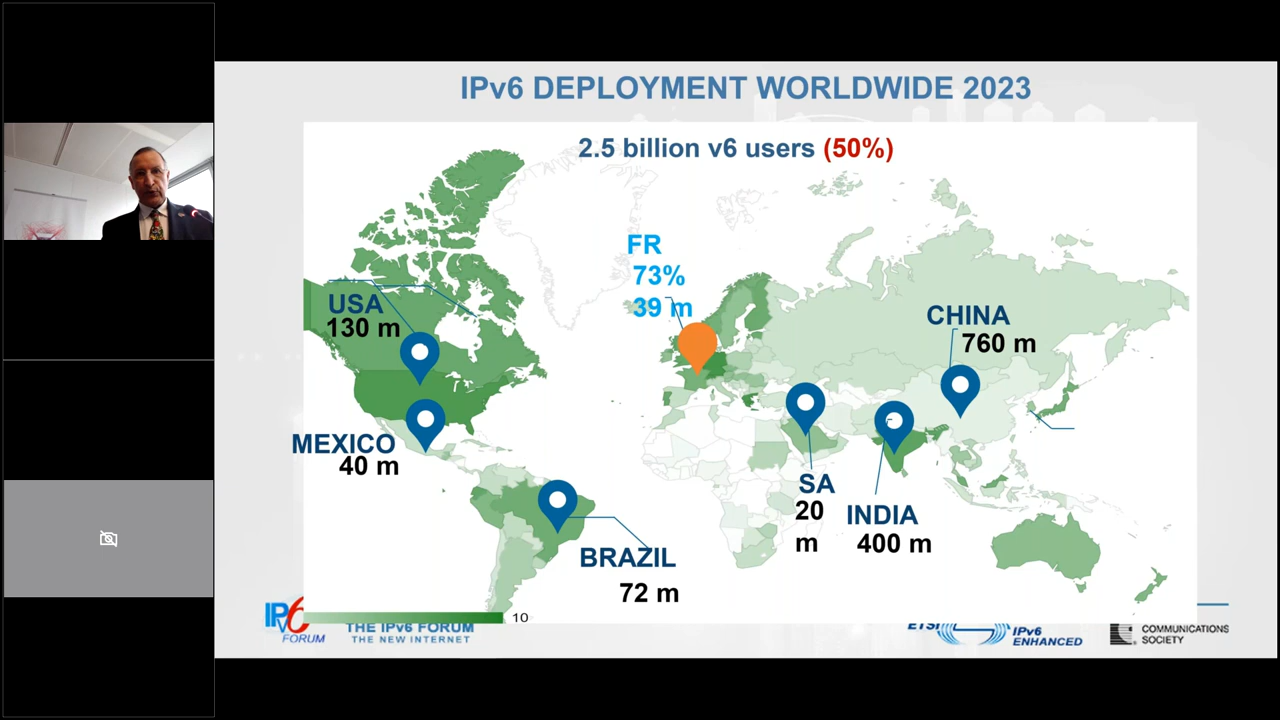 IPv6 DEPLOYMENT WORLDWIDE 2023
2.5 billion v6 users (50%)
FR
73%
39 m
USA
130 m
CHINA
760 m
MEXICO
40 m
SA
20
m
INDIA
400 m
BRAZIL
72 m
10
IPv6
FORUM
THE IPv6 FORUM
THE NEW INTERNET
ETSI
IPv6
ENHANCED
COMMUNICATIONS
SOCIETY